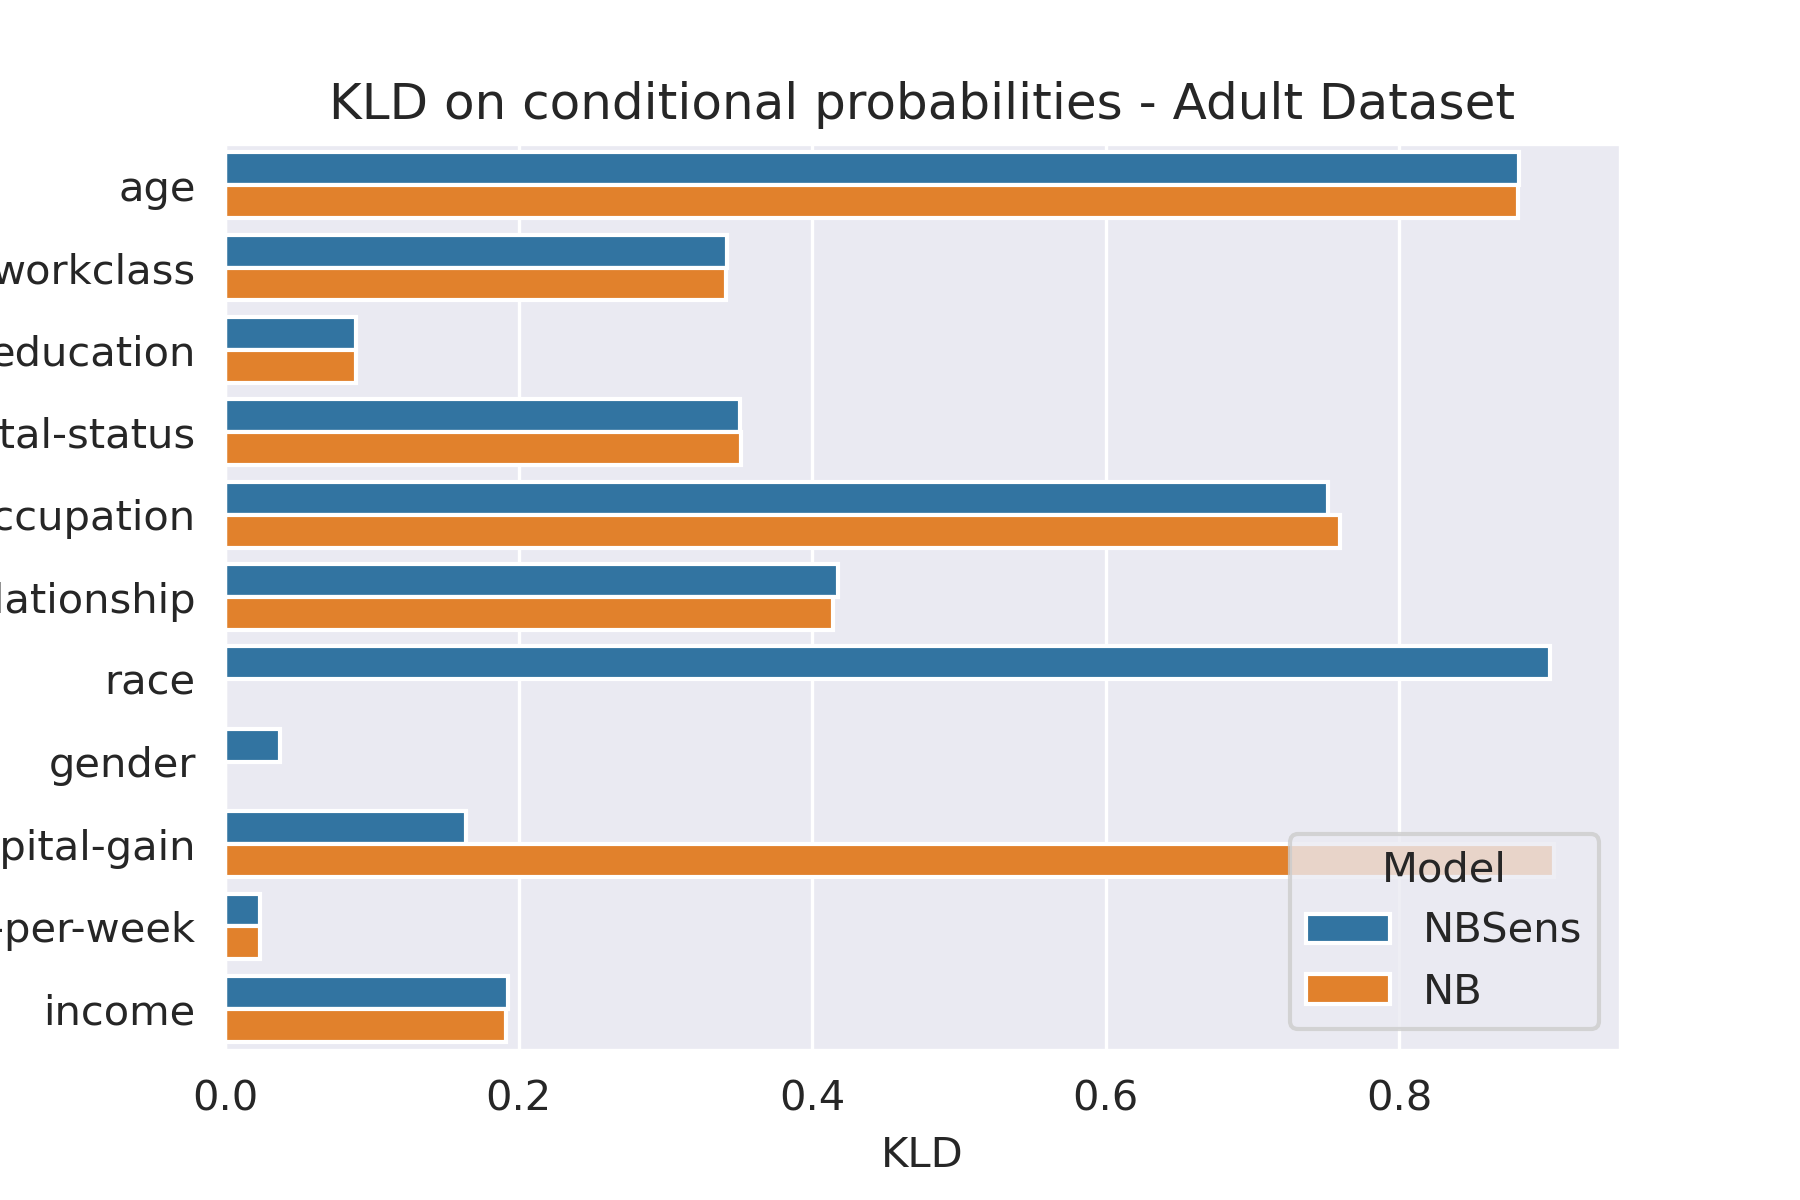 KLD on conditional probabilities - Adult Dataset
age
workclass
education
tal-status
ccupation
lationship
race
gender
pital-gain
-per-week
income
Model
NBSens
NB
0.0 0.2 0.4 0.6 0.8
KLD